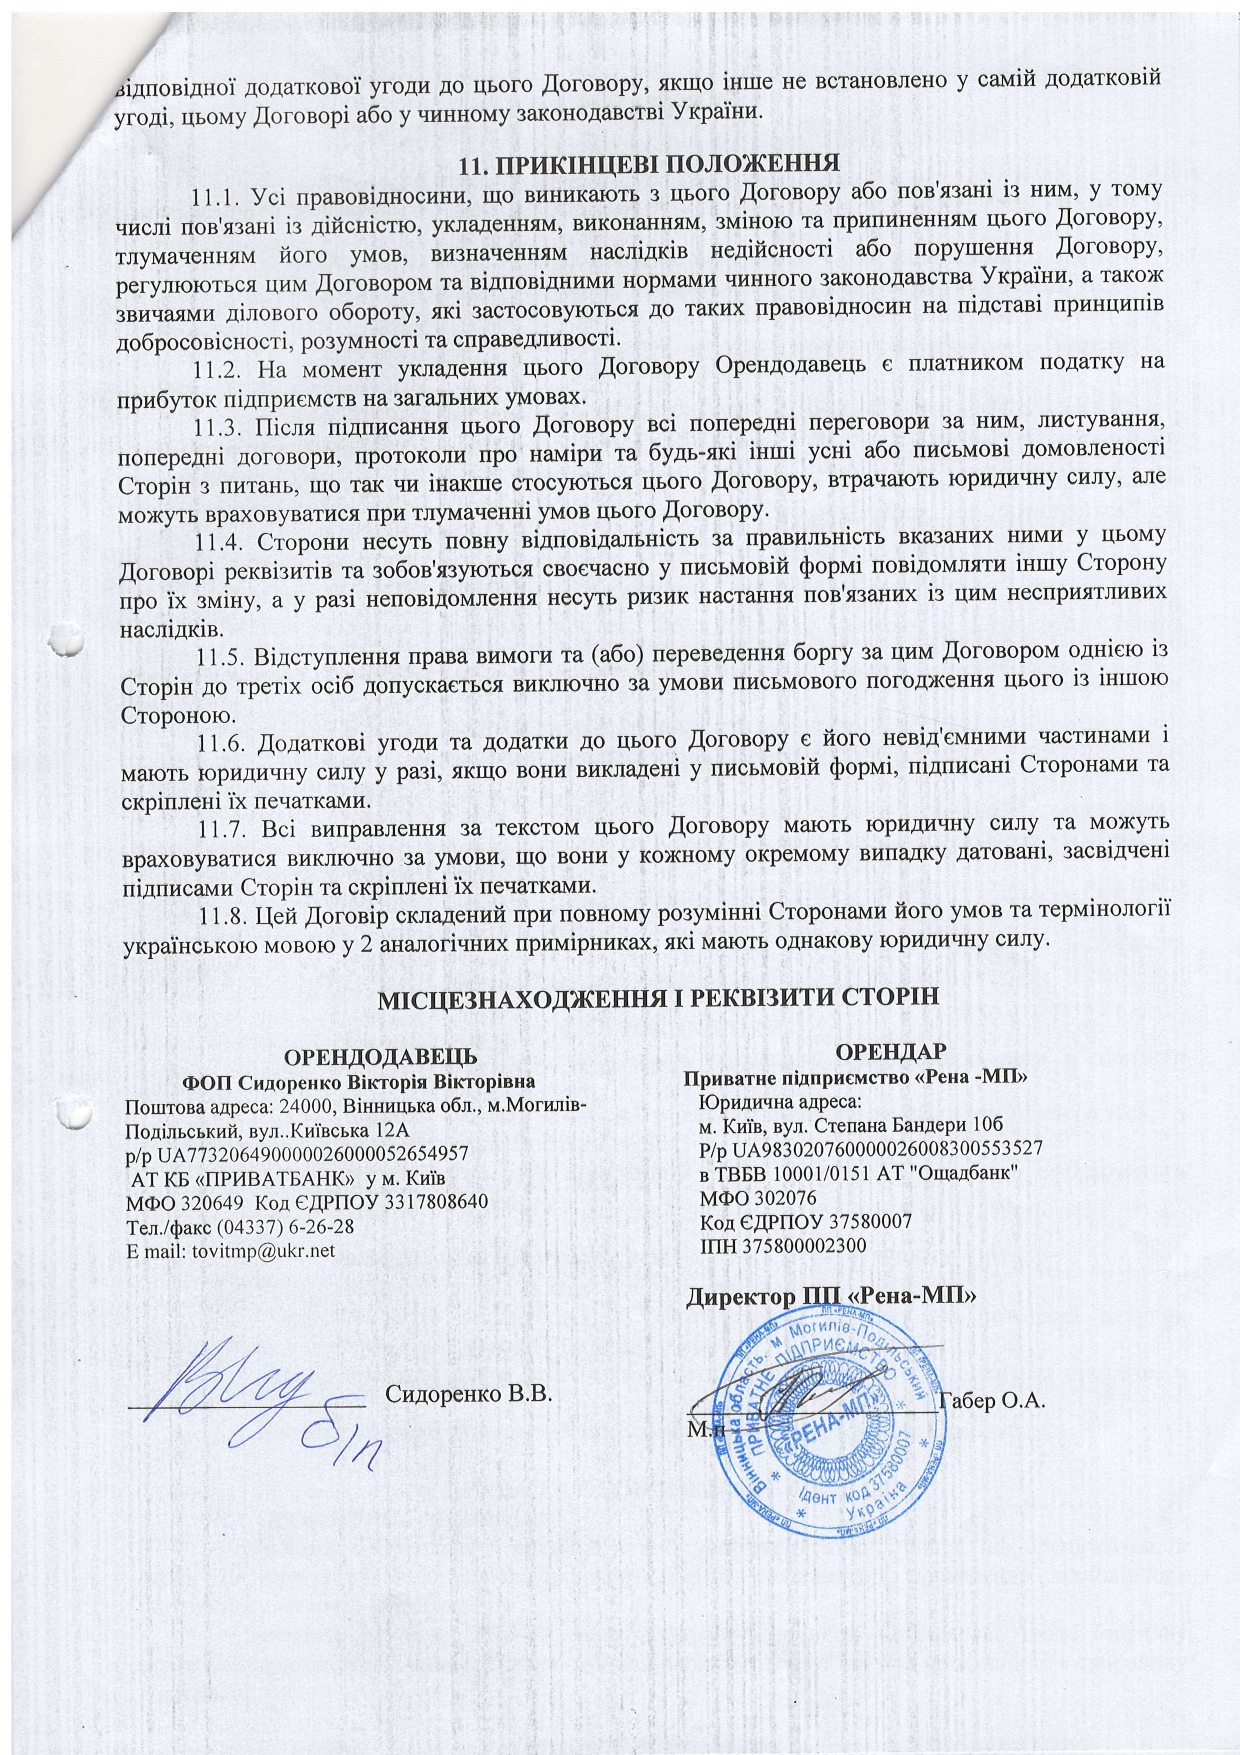 відповідної додаткової угоди до цього Договору, якщо інше не встановлено у самій додатковій
угоді, цьому Договорі або у чинному законодавстві України.
11. ПРИКІНЦЕВІ ПОЛОЖЕННЯ
11.1. Усі правовідносини, що виникають з цього Договору або пов'язані із ним, у тому
числі пов'язані із дійсністю, укладенням, виконанням, зміною та припиненням цього Договору,
тлумаченням його умов, визначенням наслідків недійсності або порушення Договору,
регулюються цим Договором та відповідними нормами чинного законодавства України, а також
звичаями ділового обороту, які застосовуються до таких правовідносин на підставі принципів
добросовісності, розумності та справедливості.
11.2. На момент укладення цього Договору Орендодавець є платником податку на
прибуток підприємств на загальних умовах.
11.3. Після підписання цього Договору всі попередні переговори за ним, листування,
попередні договори, протоколи про наміри та будь-які інші усні або письмові домовленості
Сторін з питань, що так чи інакше стосуються цього Договору, втрачають юридичну силу, але
можуть враховуватися при тлумаченні умов цього Договору.
11.4. Сторони несуть повну відповідальність за правильність вказаних ними у цьому
Договорі реквізитів та зобов'язуються своєчасно у письмовій формі повідомляти іншу Сторону
про їх зміну, а у разі неповідомлення несуть ризик настання пов'язаних із цим несприятливих
наслідків.
11.5. Відступлення права вимоги та (або) переведення боргу за цим Договором однією із
Сторін до третіх осіб допускається виключно за умови письмового погодження цього із іншою
Стороною.
11.6. Додаткові угоди та додатки до цього Договору є його невід'ємними частинами і
мають юридичну силу у разі, якщо вони викладені у письмовій формі, підписані Сторонами та
скріплені їх печатками.
11.7. Всі виправлення за текстом цього Договору мають юридичну силу та можуть
враховуватися виключно за умови, що вони у кожному окремому випадку датовані, засвідчені
підписами Сторін та скріплені їх печатками.
11.8. Цей Договір складений при повному розумінні Сторонами його умов та термінології
українською мовою у 2 аналогічних примірниках, які мають однакову юридичну силу.
МІСЦЕЗНАХОДЖЕННЯ І РЕКВІЗИТИ СТОРІН
ОРЕНДОДАВЕЦЬ
ФОП Сидоренко Вікторія Вікторівна
Поштова адреса: 24000, Вінницька обл., м.Могилів-
Подільський, вул..Київська 12А
р/р UA773206490000026000052654957
АТ КБ «ПРИВАТБАНК» у м. Київ
МФО 320649 Код ЄДРПОУ 3317808640
Тел./факс (04337) 6-26-28
E mail: tovitmp@ukr.net
Сидоренко В.В.
б/п
ОРЕНДАР
Приватне підприємство «Рена -МП»
Юридична адреса:
м. Київ, вул. Степана Бандери 10б
Р/р UA983020760000026008300553527
в ТВБВ 10001/0151 АТ "Ощадбанк"
МФО 302076
Код ЄДРПОУ 37580007
ІПН 375800002300
Директор ПП «Рена-МП»
Габер О.А.
М.п
Вінницька область, м Могилів-Подільський
ПРИВАТНЕ ПІДПРИЄМСТВО
«РЕНА-МП»
Ідент код 37580007
Україна
ПП «РЕНА-МП»